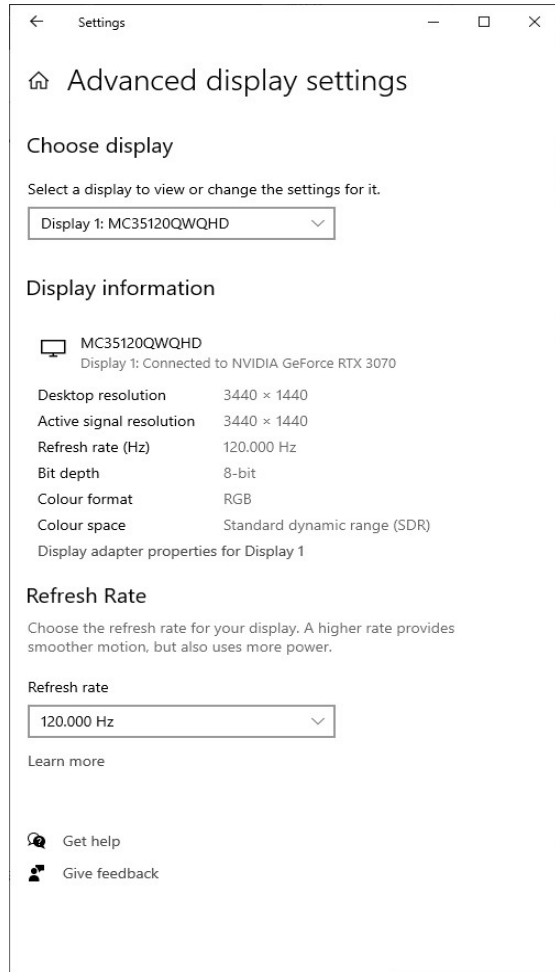 Settings
Advanced display settings
Choose display
Select a display to view or change the settings for it.
Display 1: MC35120QWQHD
Display information
MC35120QWQHD
Display 1: Connected to NVIDIA GeForce RTX 3070
Desktop resolution 3440 × 1440
Active signal resolution 3440 × 1440
Refresh rate (Hz) 120.000 Hz
Bit depth 8-bit
Colour format RGB
Colour space Standard dynamic range (SDR)
Display adapter properties for Display 1
Refresh Rate
Choose the refresh rate for your display. A higher rate provides
smoother motion, but also uses more power.
Refresh rate
120.000 Hz
Learn more
Get help
Give feedback